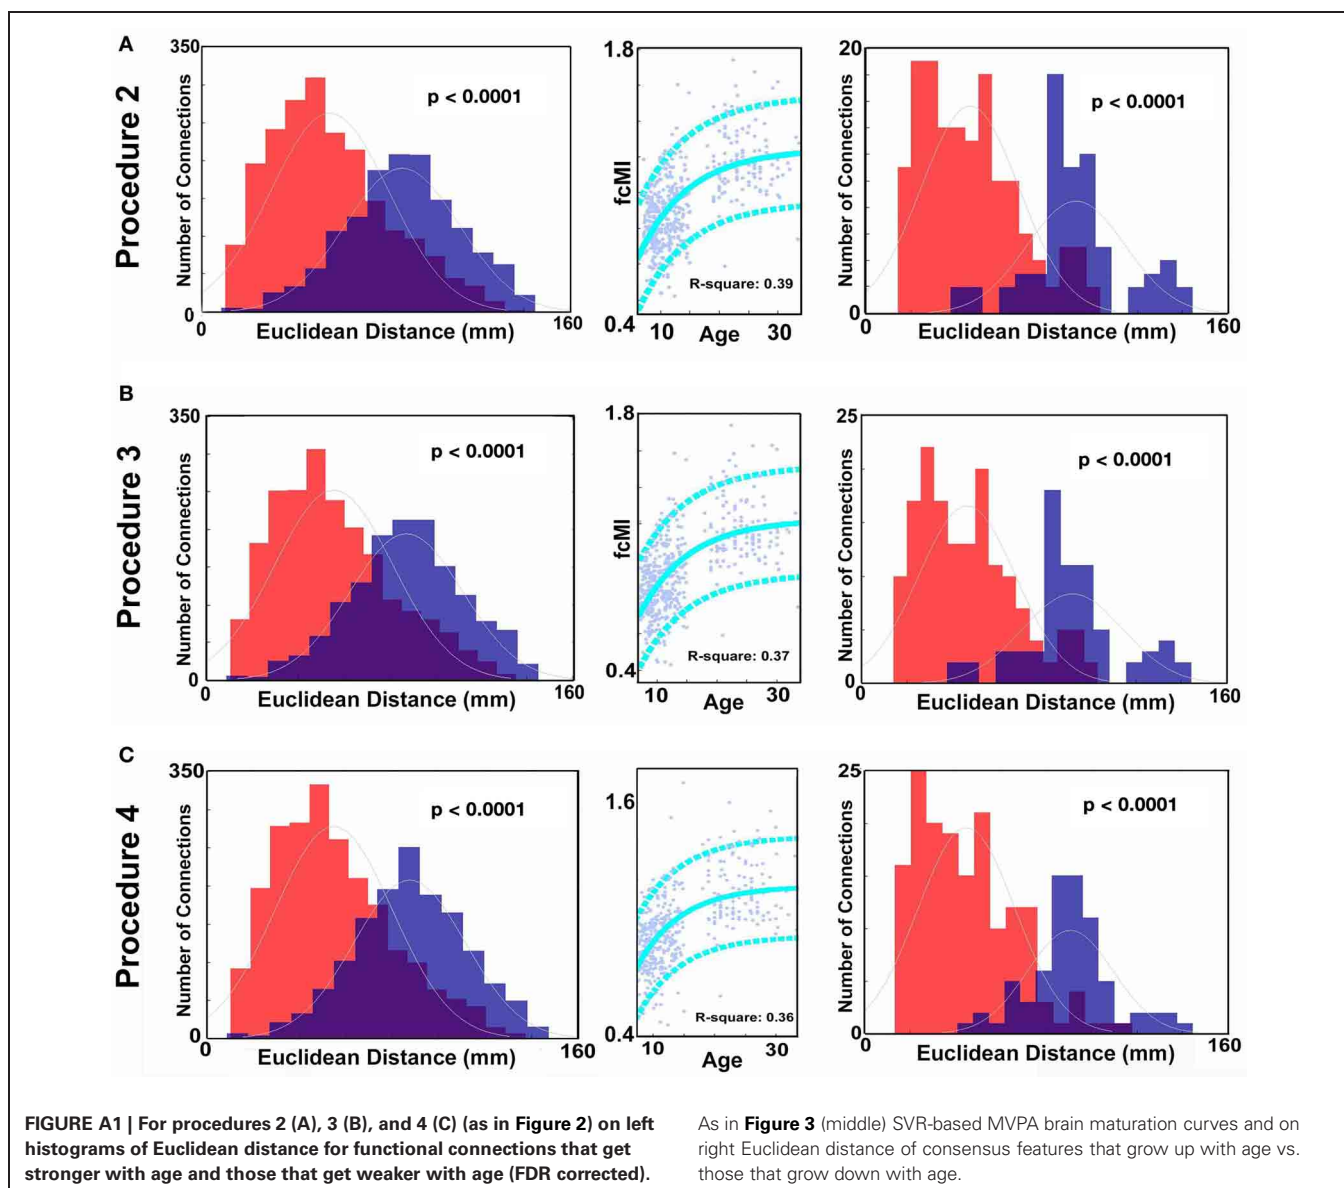 A
Procedure 2
350
Number of Connections
p < 0.0001
0
0
160
Euclidean Distance (mm)
1.8
fcMI
R-square: 0.39
0.4
10
30
Age
20
Number of Connections
p < 0.0001
0
0
160
Euclidean Distance (mm)
B
Procedure 3
350
Number of Connections
p < 0.0001
0
0
160
Euclidean Distance (mm)
1.8
fcMI
R-square: 0.37
0.4
10
30
Age
25
Number of Connections
p < 0.0001
0
0
160
Euclidean Distance (mm)
C
Procedure 4
350
Number of Connections
p < 0.0001
0
0
160
Euclidean Distance (mm)
1.6
R-square: 0.36
0.4
10
30
Age
25
Number of Connections
p < 0.0001
0
0
160
Euclidean Distance (mm)
FIGURE A1 | For procedures 2 (A), 3 (B), and 4 (C) (as in Figure 2) on left
histograms of Euclidean distance for functional connections that get
stronger with age and those that get weaker with age (FDR corrected).
As in Figure 3 (middle) SVR-based MVPA brain maturation curves and on
right Euclidean distance of consensus features that grow up with age vs.
those that grow down with age.